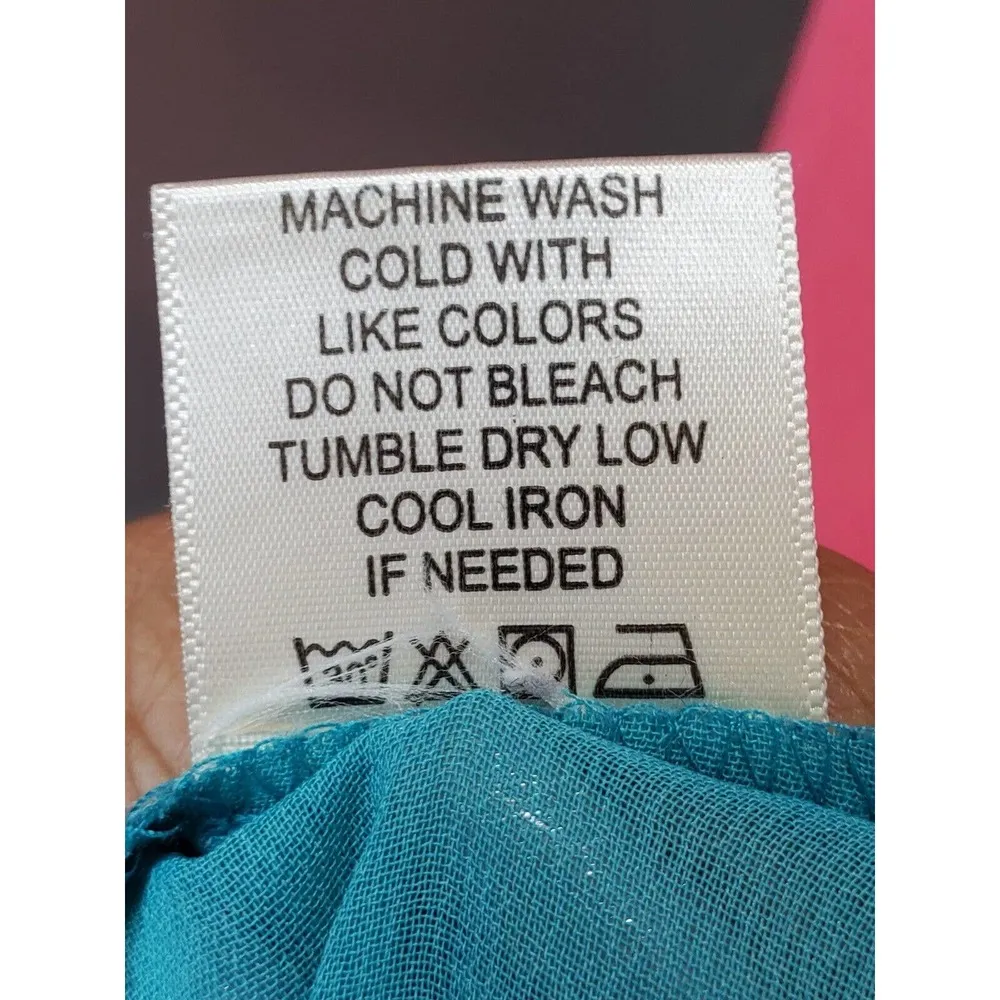 MACHINE WASH
COLD WITH
LIKE COLORS
DO NOT BLEACH
TUMBLE DRY LOW
COOL IRON
IF NEEDED